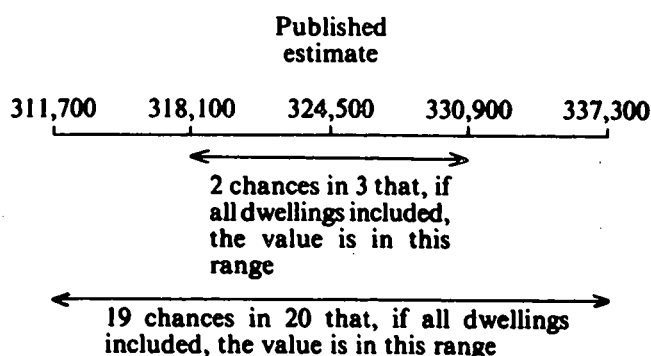 Published
estimate
311,700 318,100 324,500 330,900 337,300
2 chances in 3 that, if
all dwellings included,
the value is in this
range
19 chances in 20 that, if all dwellings
included, the value is in this range